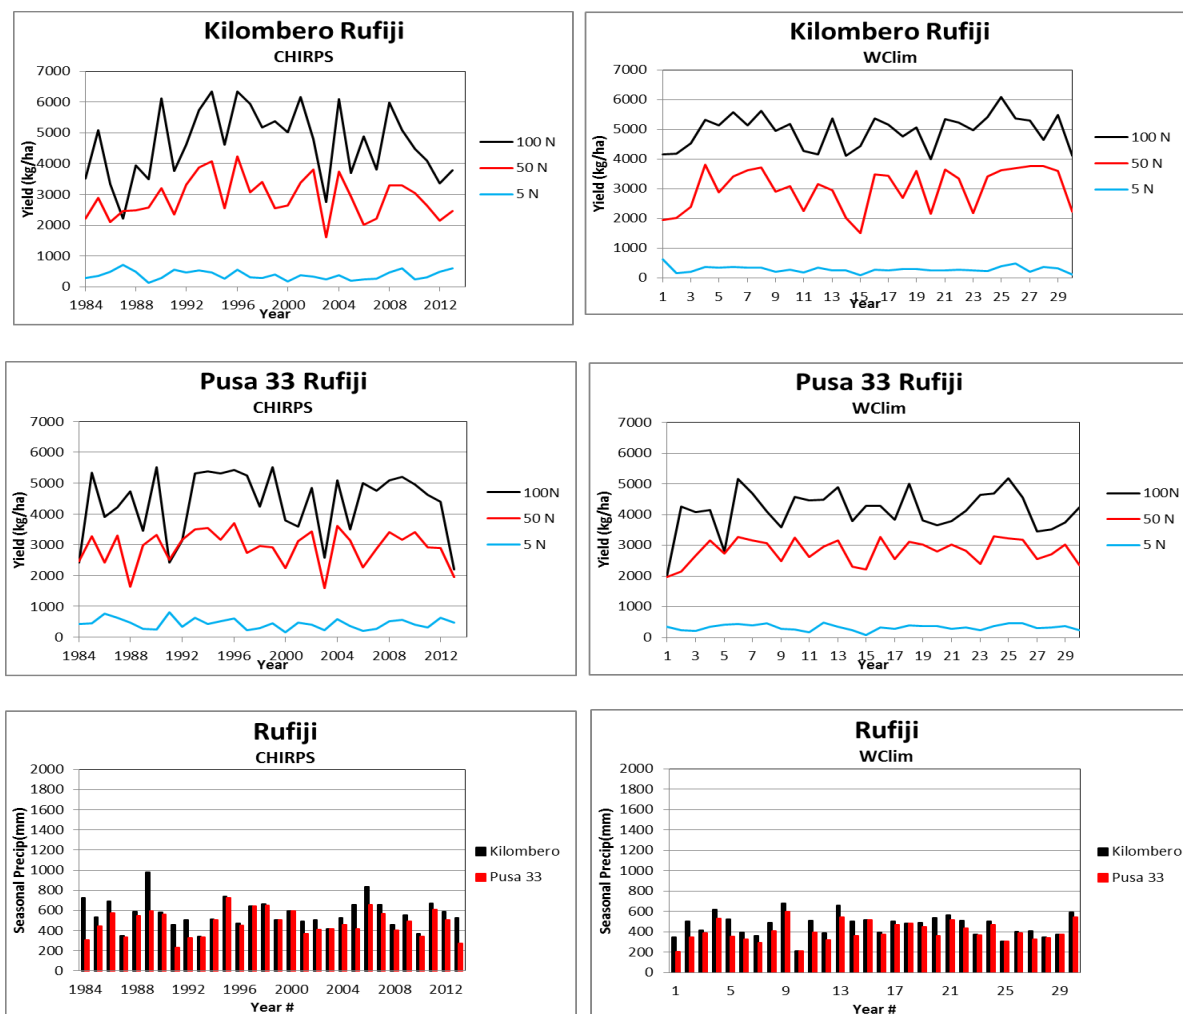 Kilombero Rufiji
CHIRPS
7000
6000
5000
4000
3000
2000
1000
0
Yield (kg/ha)
1984 1988 1992 1996 2000 2004 2008 2012
Year
100 N
50 N
5 N
Kilombero Rufiji
WClim
7000
6000
5000
4000
3000
2000
1000
0
Yield (kg/ha)
1 3 5 7 9 11 13 15 17 19 21 23 25 27 29
Year
100 N
50 N
5 N
Pusa 33 Rufiji
CHIRPS
7000
6000
5000
4000
3000
2000
1000
0
Yield (kg/ha)
1984 1988 1992 1996 2000 2004 2008 2012
Year
100N
50 N
5 N
Pusa 33 Rufiji
WClim
7000
6000
5000
4000
3000
2000
1000
0
Yield (kg/ha)
1 3 5 7 9 11 13 15 17 19 21 23 25 27 29
Year
100N
50 N
5 N
Rufiji
CHIRPS
2000
1800
1600
1400
1200
1000
800
600
400
200
0
Seasonal Precip(mm)
1984 1988 1992 1996 2000 2004 2008 2012
Year #
Kilombero
Pusa 33
Rufiji
WClim
2000
1800
1600
1400
1200
1000
800
600
400
200
0
Seasonal Precip(mm)
1 5 9 13 17 21 25 29
Year #
Kilombero
Pusa 33